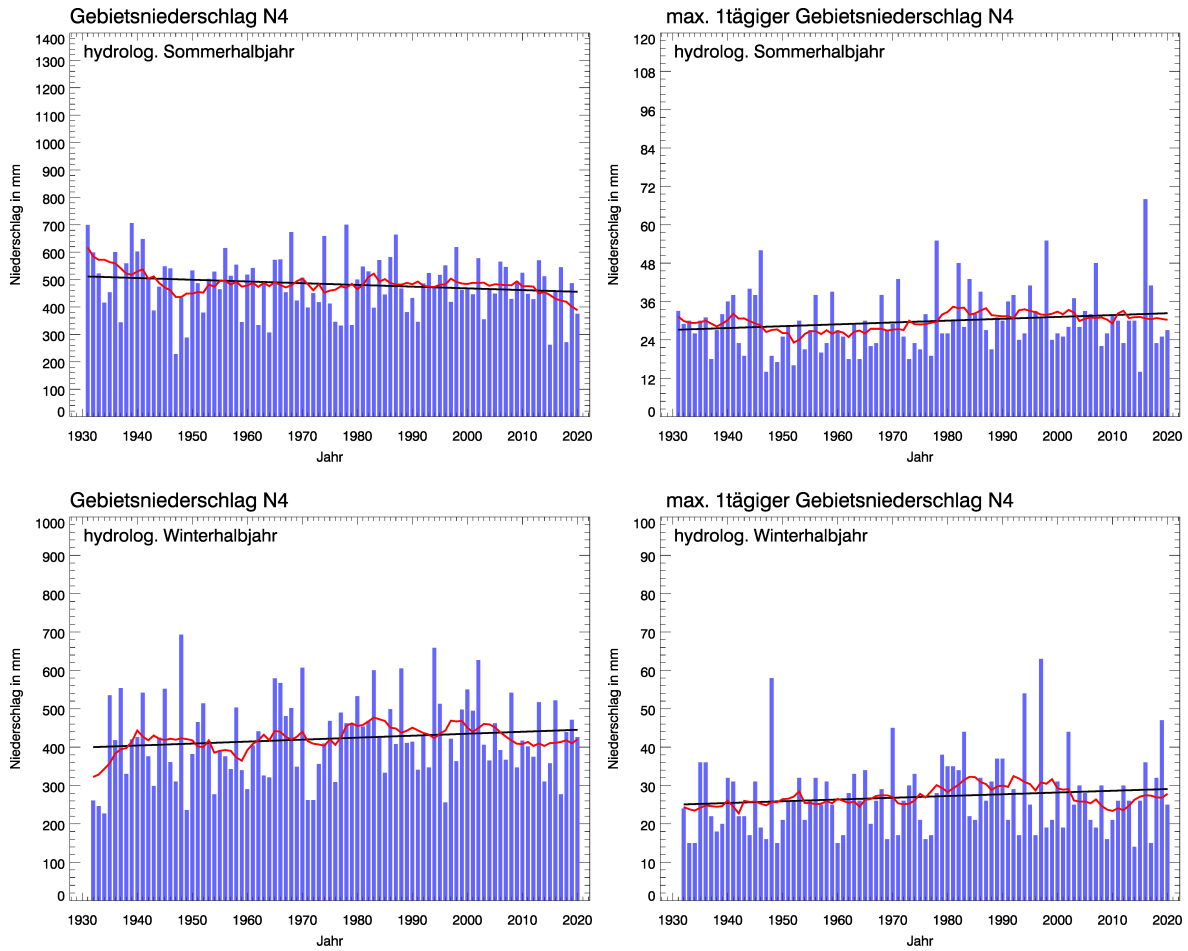 Gebietsniederschlag N4
hydrolog. Sommerhalbjahr
Niederschlag in mm
1400
1300
1200
1100
1000
900
800
700
600
500
400
300
200
100
0
1930 1940 1950 1960 1970 1980 1990 2000 2010 2020
Jahr
max. 1tägiger Gebietsniederschlag N4
hydrolog. Sommerhalbjahr
Niederschlag in mm
120
108
96
84
72
60
48
36
24
12
0
1930 1940 1950 1960 1970 1980 1990 2000 2010 2020
Jahr
Gebietsniederschlag N4
hydrolog. Winterhalbjahr
Niederschlag in mm
1000
900
800
700
600
500
400
300
200
100
0
1930 1940 1950 1960 1970 1980 1990 2000 2010 2020
Jahr
max. 1tägiger Gebietsniederschlag N4
hydrolog. Winterhalbjahr
Niederschlag in mm
100
90
80
70
60
50
40
30
20
10
0
1930 1940 1950 1960 1970 1980 1990 2000 2010 2020
Jahr